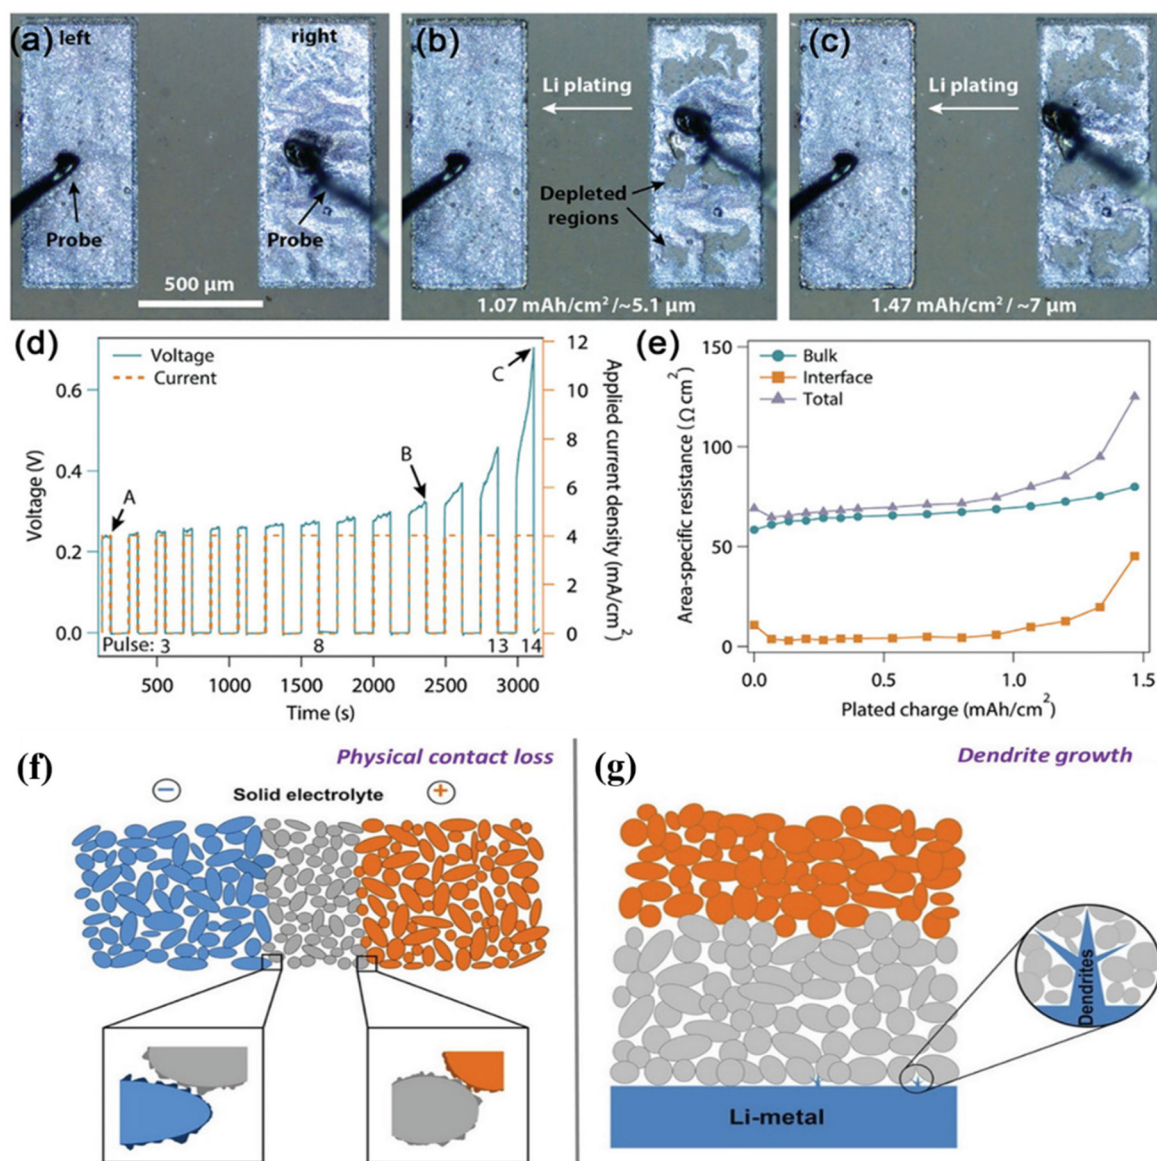 (a)
left
right
Probe
Probe
500 µm
(b)
Li plating
Depleted
regions
1.07 mAh/cm² / ~5.1 µm
(c)
Li plating
1.47 mAh/cm² / ~7 µm
(d)
Voltage
Current
A
B
C
0.6
0.4
0.2
0.0
Voltage (V)
12
10
8
6
4
2
0
Applied current density (mA/cm²)
Pulse: 3
8
13
14
500
1000
1500
2000
2500
3000
Time (s)
(e)
Bulk
Interface
Total
150
100
50
0
Area-specific resistance (Ω cm²)
0.0
0.5
1.0
1.5
Plated charge (mAh/cm²)
(f)
Physical contact loss
−
Solid electrolyte
+
(g)
Dendrite growth
Dendrites
Li-metal